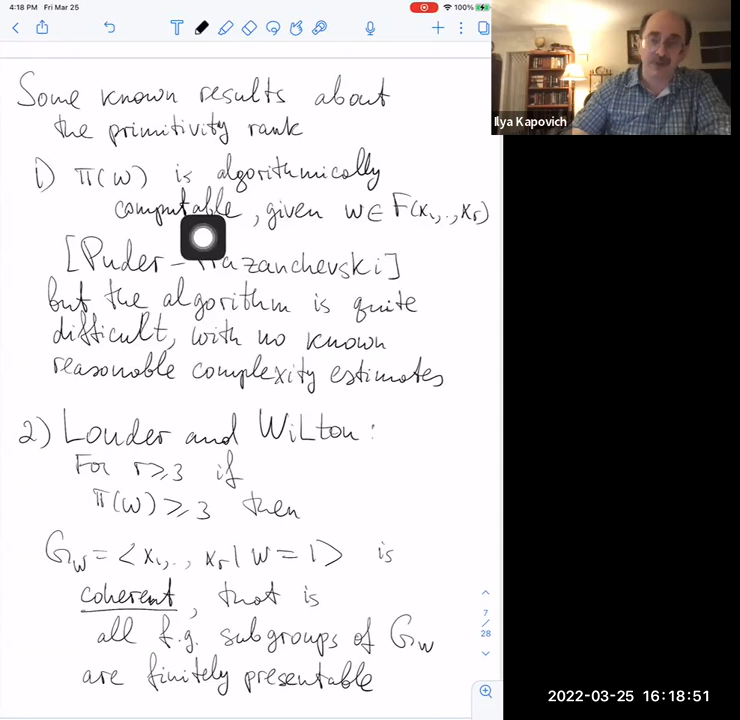 4:18 PM Fri Mar 25
100%
Some known results about
the primitivity rank
1) π(w) is algorithmically
computable, given w ∈ F(x₁,..,xᵣ)
[Puder - azanchevski]
but the algorithm is quite
difficult, with no known
reasonable complexity estimates
2) Louder and Wilton:
For r ≥ 3 if
π(w) ≥ 3 then
G_w = <x₁,.., xᵣ | w = 1> is
coherent, that is
all f.g. subgroups of G_w
are finitely presentable
7
/
28
Ilya Kapovich
2022-03-25 16:18:51